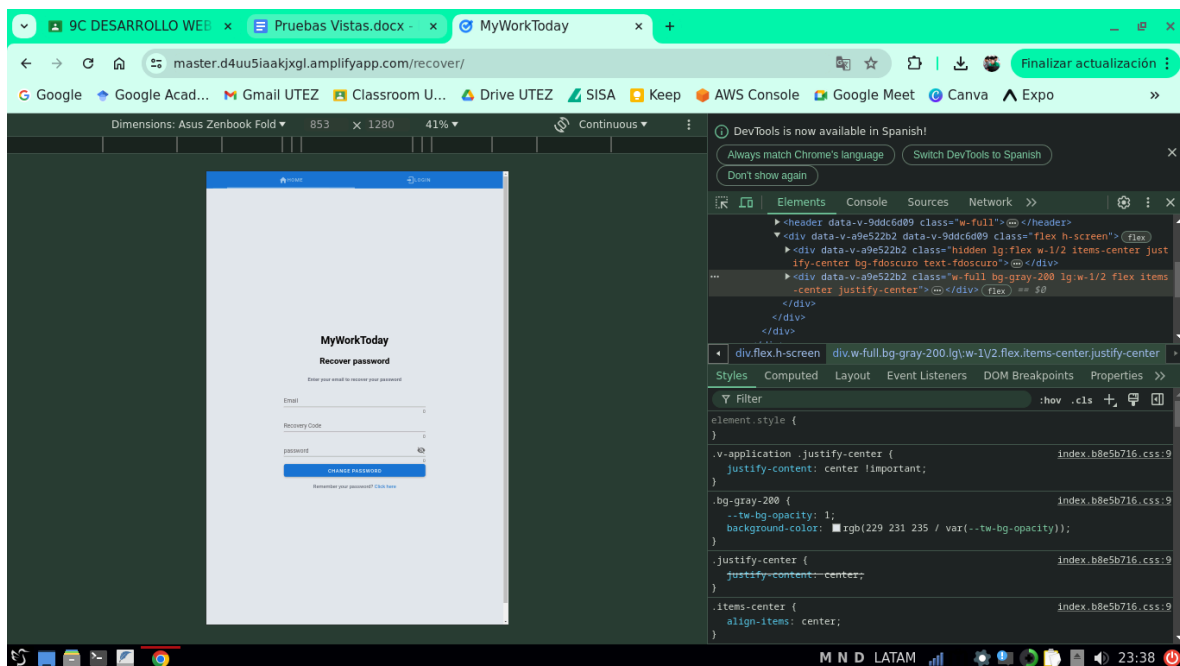 9C DESARROLLO WEB
Pruebas Vistas.docx -
MyWorkToday
master.d4uu5iaakjxgl.amplifyapp.com/recover/
Finalizar actualización
Google
Google Acad...
Gmail UTEZ
Classroom U...
Drive UTEZ
SISA
Keep
AWS Console
Google Meet
Canva
Expo
»
Dimensions: Asus Zenbook Fold
853 × 1280
41%
Continuous
HOME
LOGIN
MyWorkToday
Recover password
Enter your email to recover your password
Email
0
Recovery Code
0
password
0
CHANGE PASSWORD
Remember your password? Click here
DevTools is now available in Spanish!
Always match Chrome's language
Switch DevTools to Spanish
Don't show again
Elements
Console
Sources
Network
<header data-v-9ddc6d09 class="w-full">…</header>
<div data-v-a9e522b2 data-v-9ddc6d09 class="flex h-screen"> flex
<div data-v-a9e522b2 class="hidden lg:flex w-1/2 items-center just
ify-center bg-fdoscuro text-fdoscuro">…</div>
<div data-v-a9e522b2 class="w-full bg-gray-200 lg:w-1/2 flex items
-center justify-center">…</div> flex == $0
</div>
</div>
</div>
div.flex.h-screen
div.w-full.bg-gray-200.lg\:w-1\/2.flex.items-center.justify-center
Styles
Computed
Layout
Event Listeners
DOM Breakpoints
Properties
Filter
:hov
.cls
element.style {
}
.v-application .justify-center {
index.b8e5b716.css:9
justify-content: center !important;
}
.bg-gray-200 {
index.b8e5b716.css:9
--tw-bg-opacity: 1;
background-color: rgb(229 231 235 / var(--tw-bg-opacity));
}
.justify-center {
index.b8e5b716.css:9
justify-content: center;
}
.items-center {
index.b8e5b716.css:9
align-items: center;
}
M N D LATAM
23:38